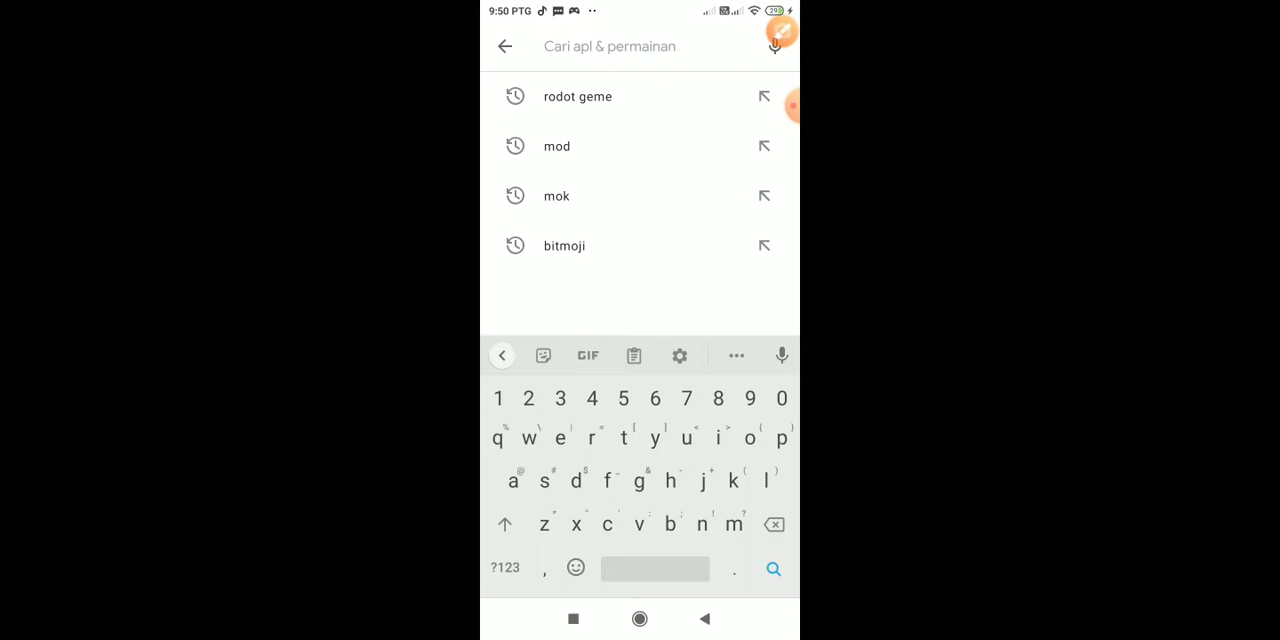 9:50 PTG
29
Cari apl & permainan
rodot geme
mod
mok
bitmoji
GIF
1 2 3 4 5 6 7 8 9 0
q w e r t y u i o p
a s d f g h j k l
z x c v b n m
?123 , .